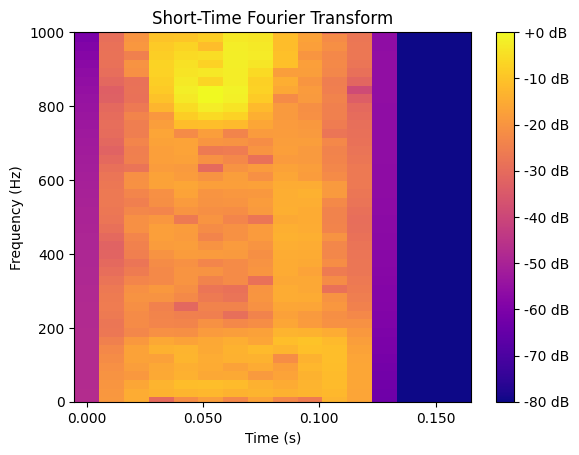 Short-Time Fourier Transform
1000
800
600
400
200
0
Frequency (Hz)
0.000
0.050
0.100
0.150
Time (s)
+0 dB
-10 dB
-20 dB
-30 dB
-40 dB
-50 dB
-60 dB
-70 dB
-80 dB